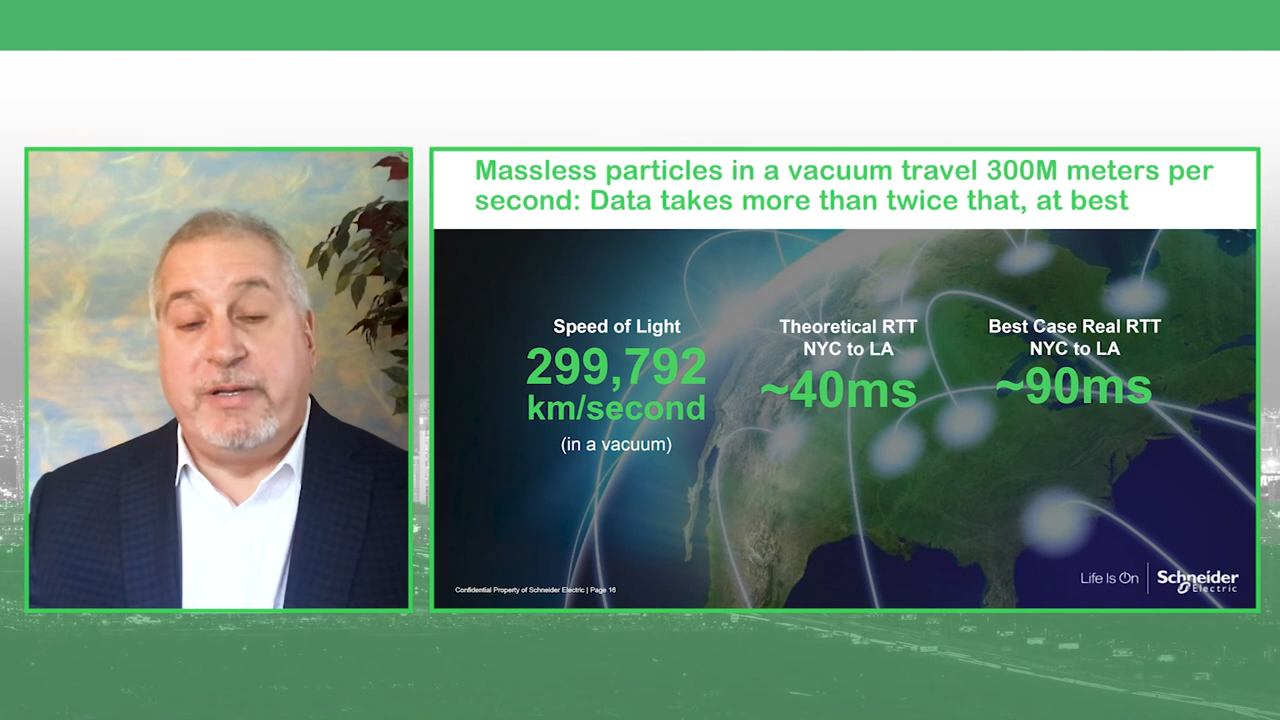 Massless particles in a vacuum travel 300M meters per
second: Data takes more than twice that, at best
Speed of Light
299,792
km/second
(in a vacuum)
Theoretical RTT
NYC to LA
~40ms
Best Case Real RTT
NYC to LA
~90ms
Confidential Property of Schneider Electric | Page 16
Life Is On
Schneider
Electric